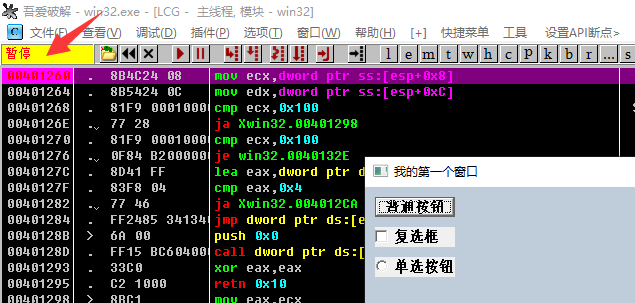 吾爱破解 - win32.exe - [LCG - 主线程, 模块 - win32]
文件(F) 查看(V) 调试(D) 插件(P) 选项(T) 窗口(W) 帮助(H) [+] 快捷菜单 工具 设置API断点>
暂停 l e m t w h c P k b r ... s
0040126A . 8B4C24 08 mov ecx,dword ptr ss:[esp+0x8]
00401264 . 8B5424 0C mov edx,dword ptr ss:[esp+0xC]
00401268 . 81F9 00010000 cmp ecx,0x100
0040126E .⌄ 77 28 ja Xwin32.00401298
00401270 . 81F9 00010000 cmp ecx,0x100
00401276 .⌄ 0F84 B2000000 je win32.0040132E
0040127C . 8D41 FF lea eax,dword ptr
0040127F . 83F8 04 cmp eax,0x4
00401282 .⌄ 77 46 ja Xwin32.004012CA
00401284 . FF2485 341340 jmp dword ptr ds:[e
0040128B > 6A 00 push 0x0
0040128D . FF15 BC604000 call dword ptr ds:[
00401293 . 33C0 xor eax,eax
00401295 . C2 1000 retn 0x10
00401298 > 8BC1 mov eax,ecx
我的第一个窗口
普通按钮
复选框
单选按钮